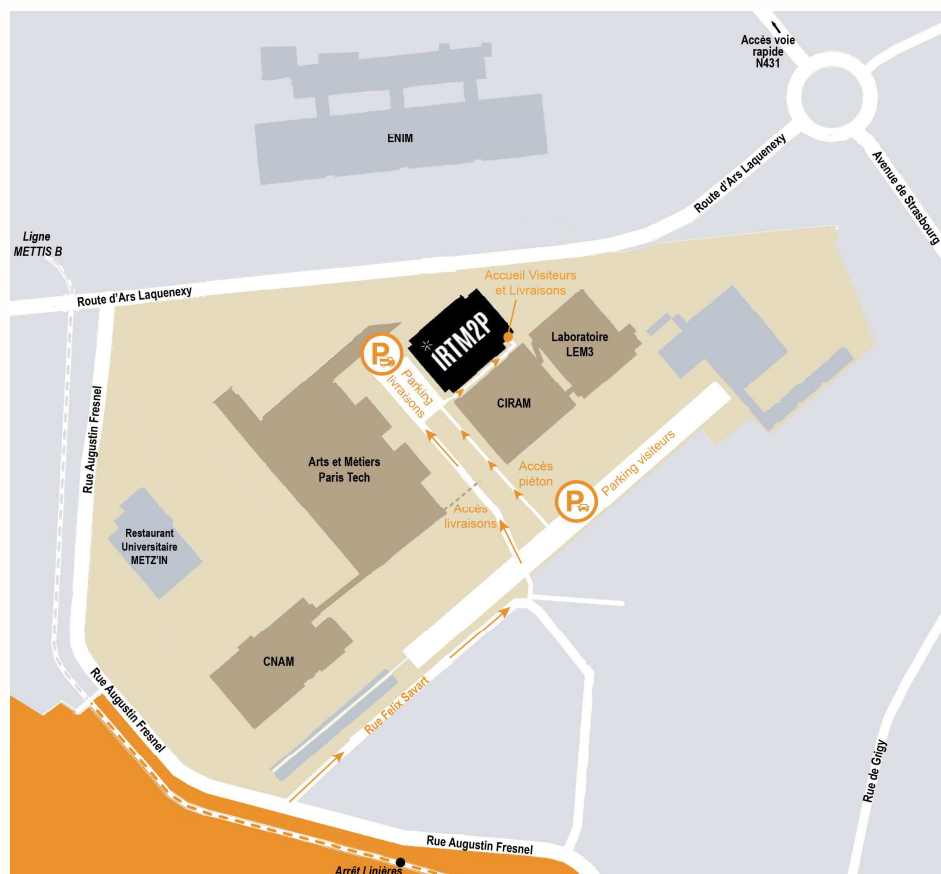 Accès voie
rapide
N431
ENIM
Route d'Ars Laquenexy
Avenue de Strasbourg
Ligne
METTIS B
Route d'Ars Laquenexy
Accueil Visiteurs
et Livraisons
IRTM2P
Laboratoire
LEM3
P
Parking
livraisons
CIRAM
Rue Augustin Fresnel
Arts et Métiers
Paris Tech
Accès
piéton
P
Parking visiteurs
Accès
livraisons
Restaurant
Universitaire
METZ'IN
CNAM
Rue Augustin Fresnel
Rue Felix Savart
Rue de Grigy
Rue Augustin Fresnel
Arrêt Linières